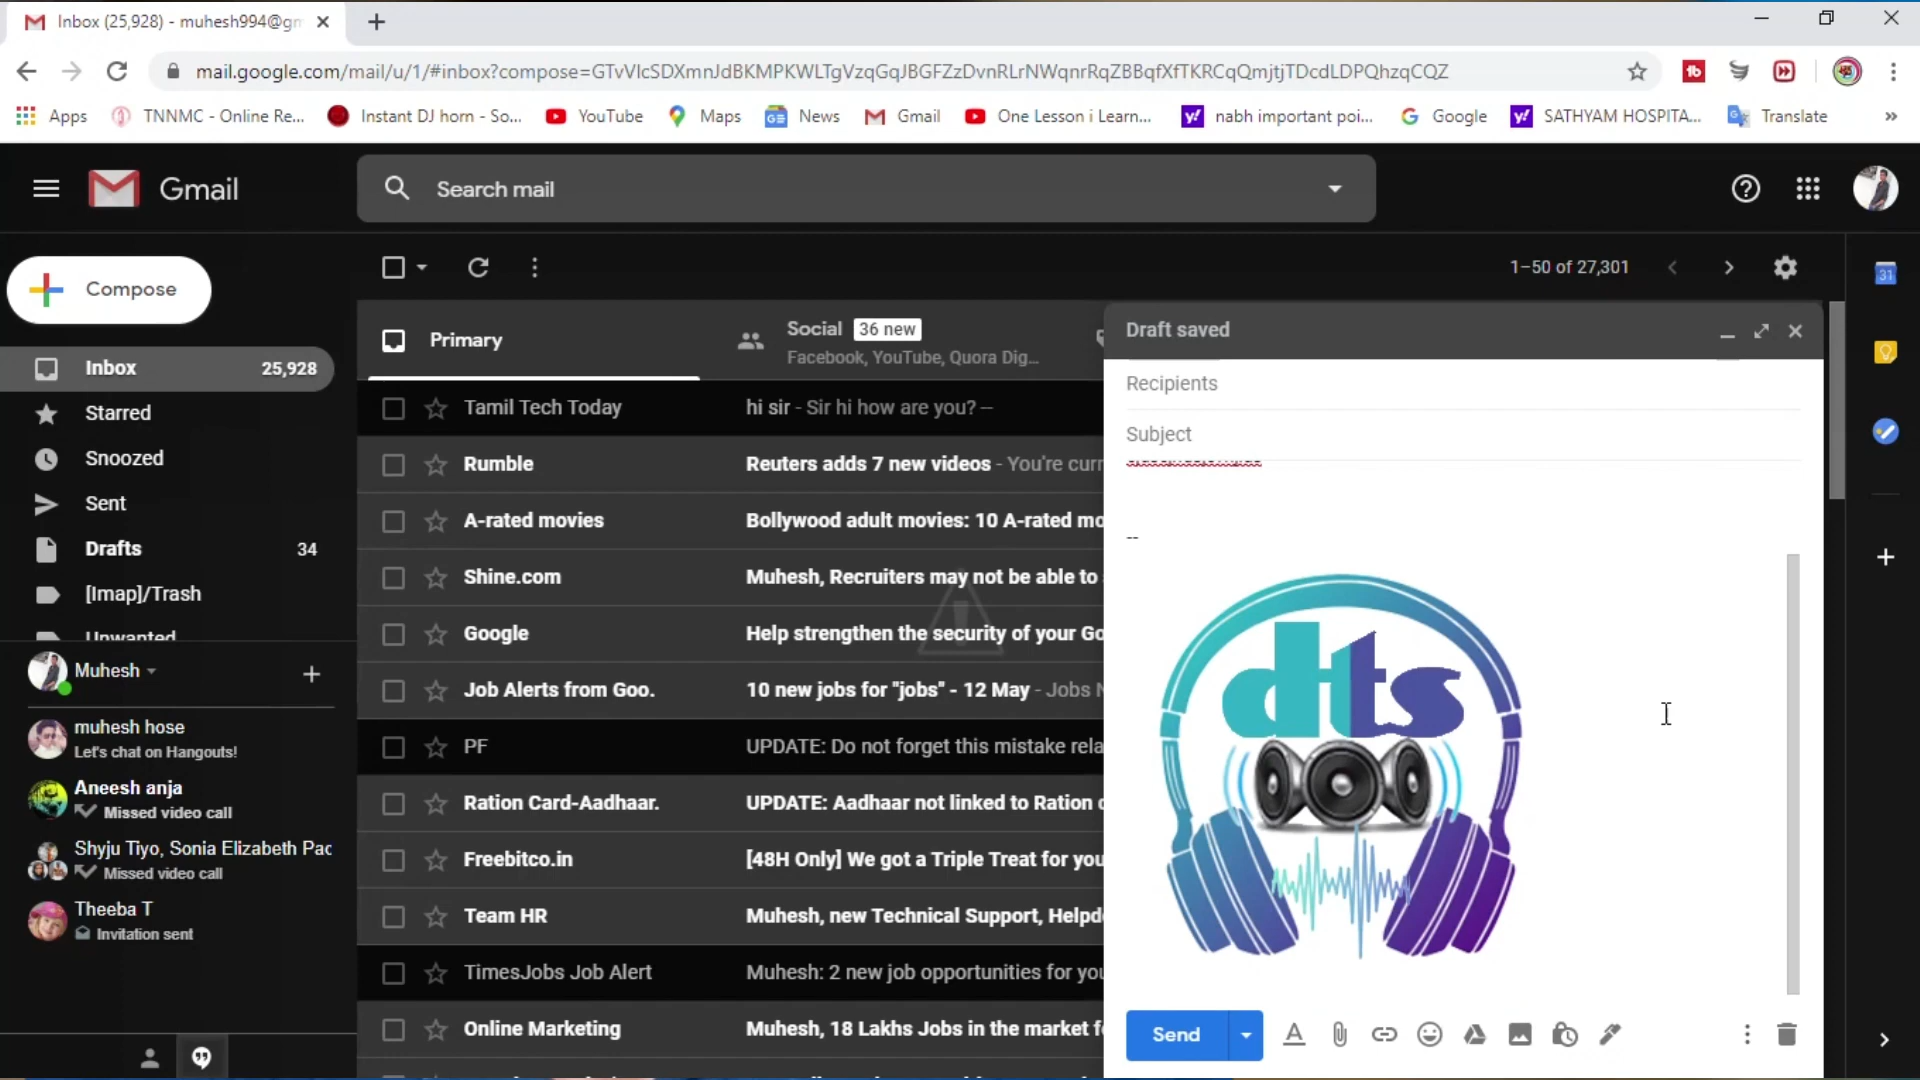 Inbox (25,928) - muhesh994@gm
mail.google.com/mail/u/1/#inbox?compose=GTvVlcSDXmnJdBKMPKWLTgVzqGqJBGFZzDvnRLrNWqnrRqZBBqfXfTKRCqQmjtjTDcdLDPQhzqCQZ
Apps TNNMC - Online Re... Instant DJ horn - So... YouTube Maps News Gmail One Lesson i Learn... nabh important poi... Google SATHYAM HOSPITA... Translate »
Gmail
Search mail
Compose
1–50 of 27,301
31
Primary
Social 36 new
Facebook, YouTube, Quora Dig...
Inbox 25,928
Starred
Snoozed
Sent
Drafts 34
[Imap]/Trash
Unwanted
Muhesh
muhesh hose
Let's chat on Hangouts!
Aneesh anja
Missed video call
Shyju Tiyo, Sonia Elizabeth Pac
Missed video call
Theeba T
Invitation sent
Tamil Tech Today hi sir - Sir hi how are you? --
Rumble Reuters adds 7 new videos - You're curr
A-rated movies Bollywood adult movies: 10 A-rated mo
Shine.com Muhesh, Recruiters may not be able to
Google Help strengthen the security of your Go
Job Alerts from Goo. 10 new jobs for "jobs" - 12 May - Jobs N
PF UPDATE: Do not forget this mistake rela
Ration Card-Aadhaar. UPDATE: Aadhaar not linked to Ration c
Freebitco.in [48H Only] We got a Triple Treat for you
Team HR Muhesh, new Technical Support, Helpd
TimesJobs Job Alert Muhesh: 2 new job opportunities for you
Online Marketing Muhesh, 18 Lakhs Jobs in the market f
Draft saved
Recipients
Subject
--
dts
Send